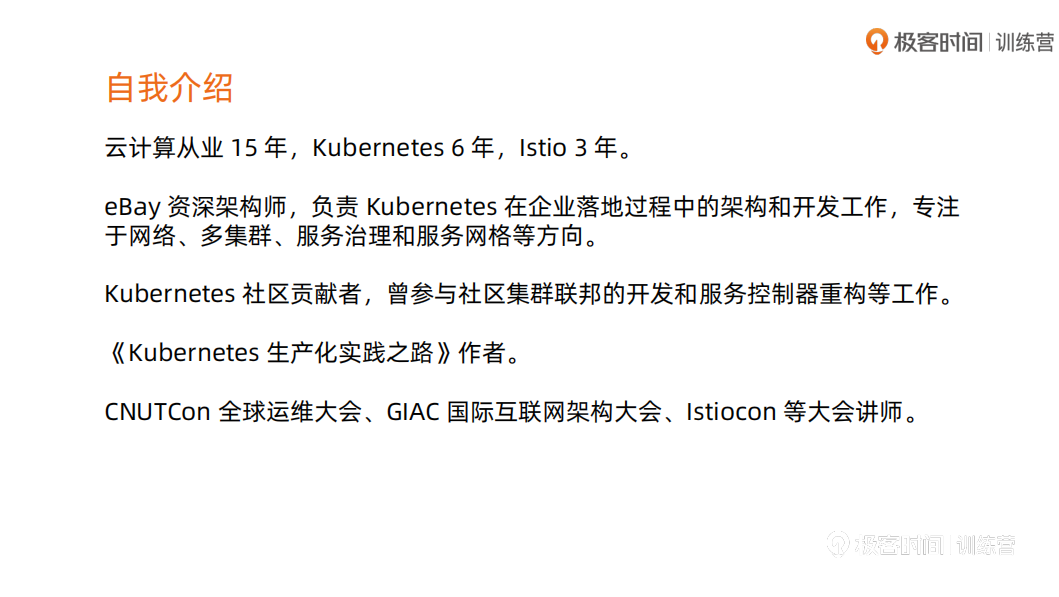 极客时间 | 训练营
自我介绍
云计算从业 15 年，Kubernetes 6 年，Istio 3 年。
eBay 资深架构师，负责 Kubernetes 在企业落地过程中的架构和开发工作，专注
于网络、多集群、服务治理和服务网格等方向。
Kubernetes 社区贡献者，曾参与社区集群联邦的开发和服务控制器重构等工作。
《Kubernetes 生产化实践之路》作者。
CNUTCon 全球运维大会、GIAC 国际互联网架构大会、Istiocon 等大会讲师。
极客时间 | 训练营